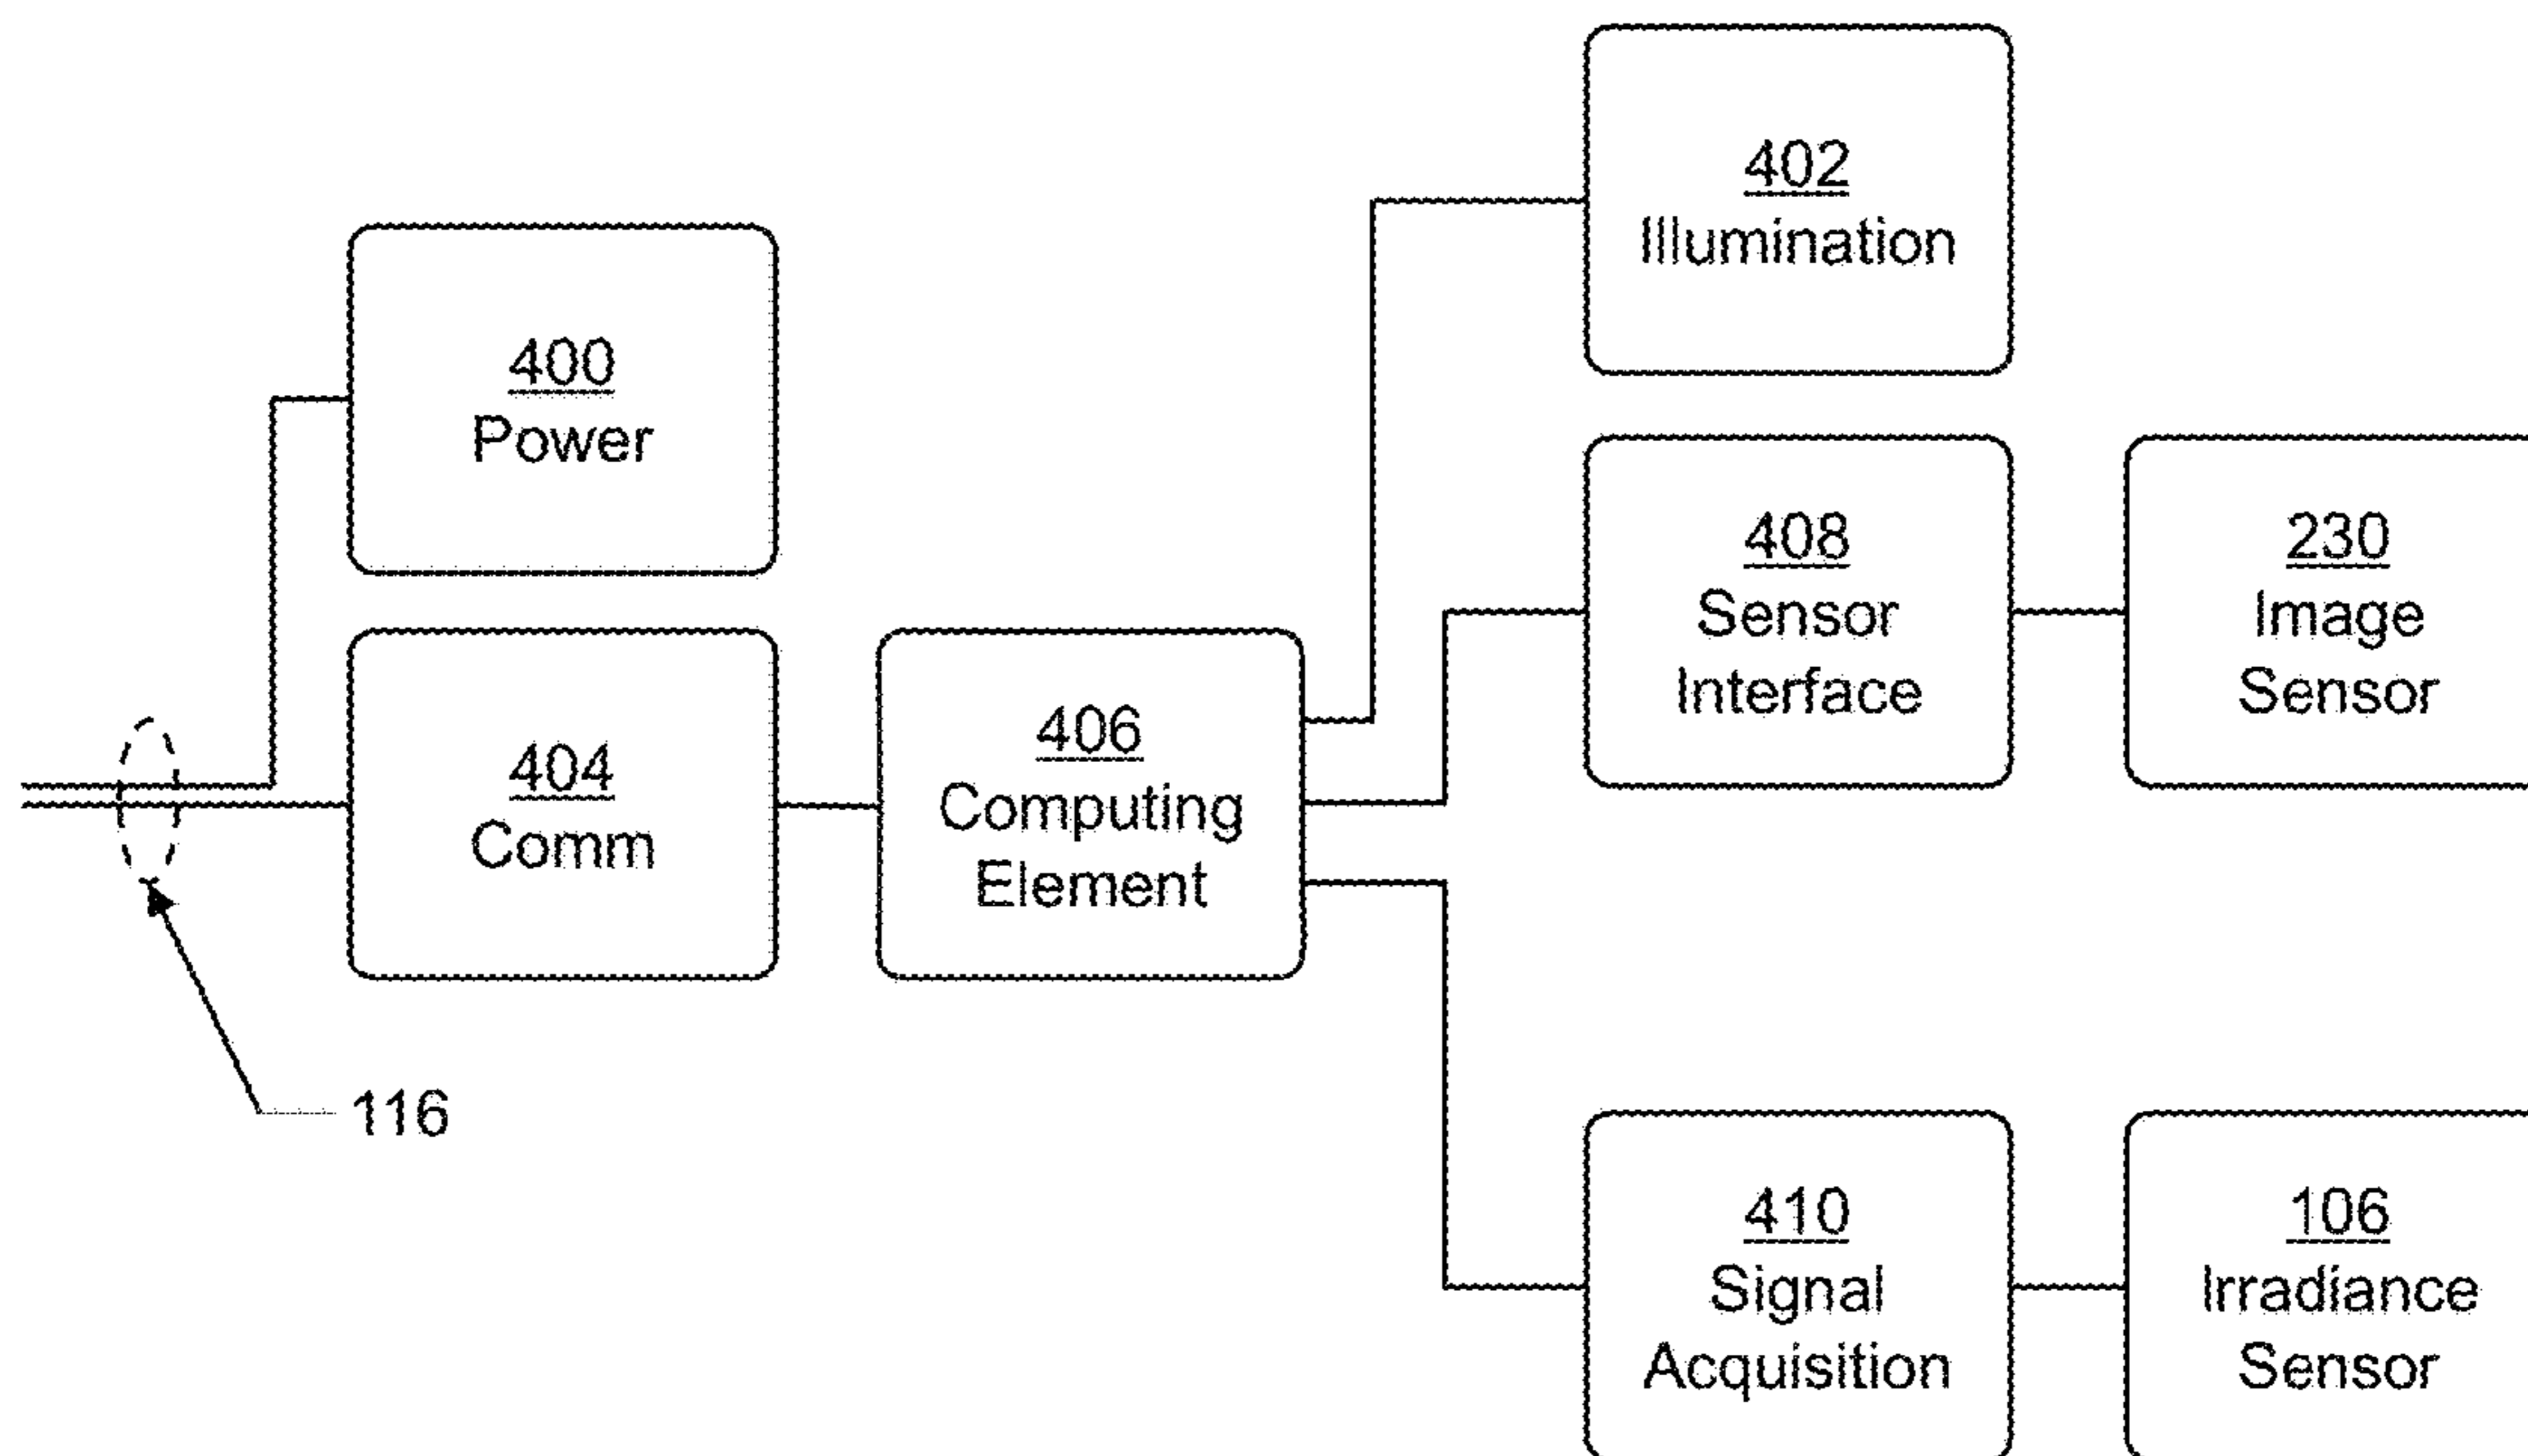 402
Illumination
400
Power
408
Sensor
Interface
230
Image
Sensor
404
Comm
406
Computing
Element
116
410
Signal
Acquisition
106
Irradiance
Sensor